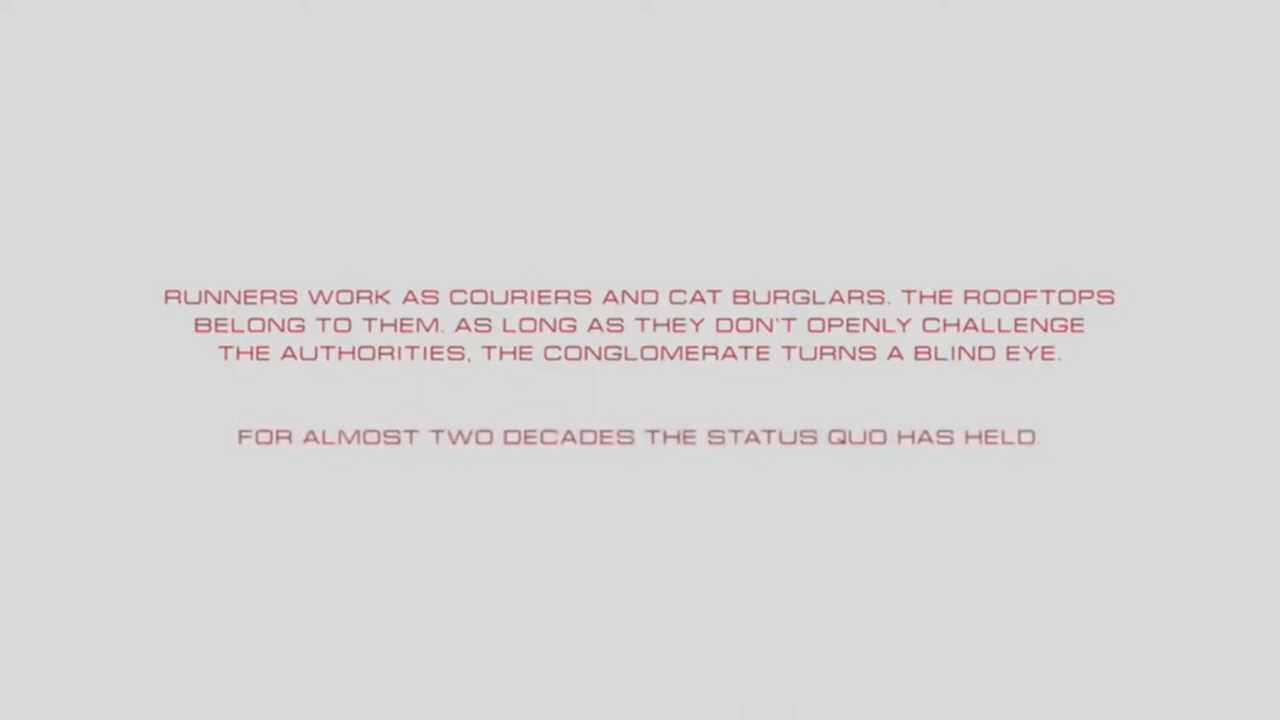 RUNNERS WORK AS COURIERS AND CAT BURGLARS. THE ROOFTOPS
BELONG TO THEM. AS LONG AS THEY DON'T OPENLY CHALLENGE
THE AUTHORITIES, THE CONGLOMERATE TURNS A BLIND EYE.
FOR ALMOST TWO DECADES THE STATUS QUO HAS HELD.